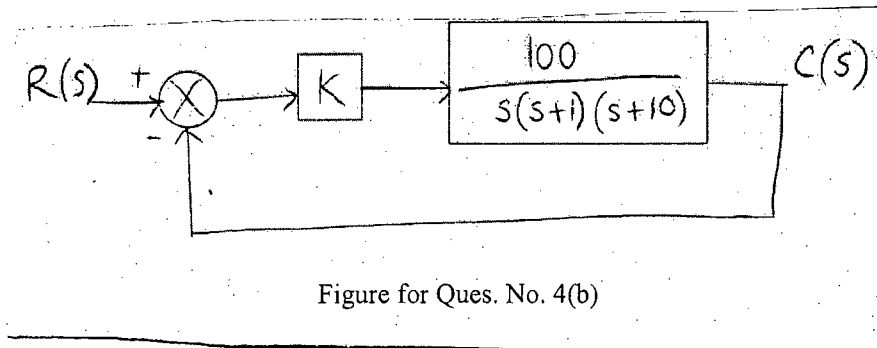 R(s) + - K 100 C(s)
s(s+1)(s+10)
Figure for Ques. No. 4(b)